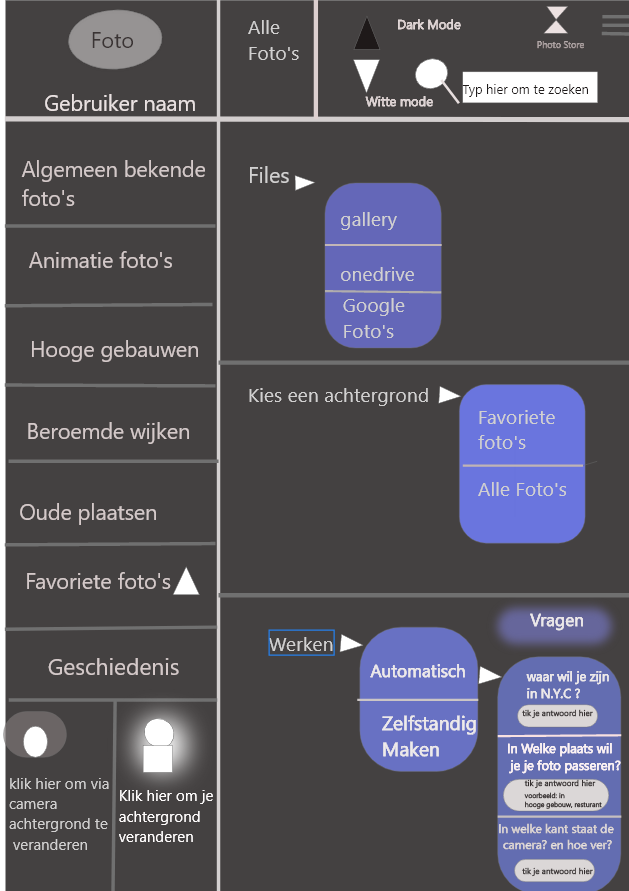 Foto
Gebruiker naam
Alle
Foto's
Dark Mode
Witte mode
Photo Store
Typ hier om te zoeken
Algemeen bekende
foto's
Animatie foto's
Hooge gebauwen
Beroemde wijken
Oude plaatsen
Favoriete foto's
Geschiedenis
klik hier om via
camera
achtergrond te
veranderen
Klik hier om je
achtergrond
veranderen
Files
gallery
onedrive
Google
Foto's
Kies een achtergrond
Favoriete
foto's
Alle Foto's
Werken
Automatisch
Zelfstandig
Maken
Vragen
waar wil je zijn
in N.Y.C ?
tik je antwoord hier
In Welke plaats wil
je je foto passeren?
tik je antwoord hier
voorbeeld: in
hooge gebouw, resturant
In welke kant staat de
camera? en hoe ver?
tik je antwoord hier